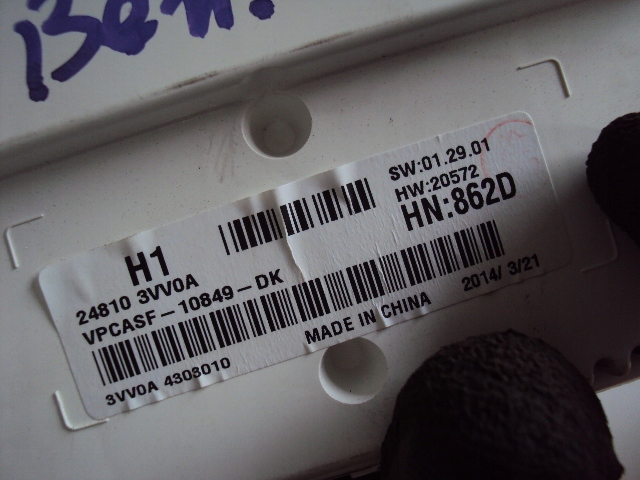 H1
24810 3VV0A
VPCASF-10849-DK
3VV0A 4303010
SW:01.29.01
HW:20572
HN:862D
2014/ 3/21
MADE IN CHINA